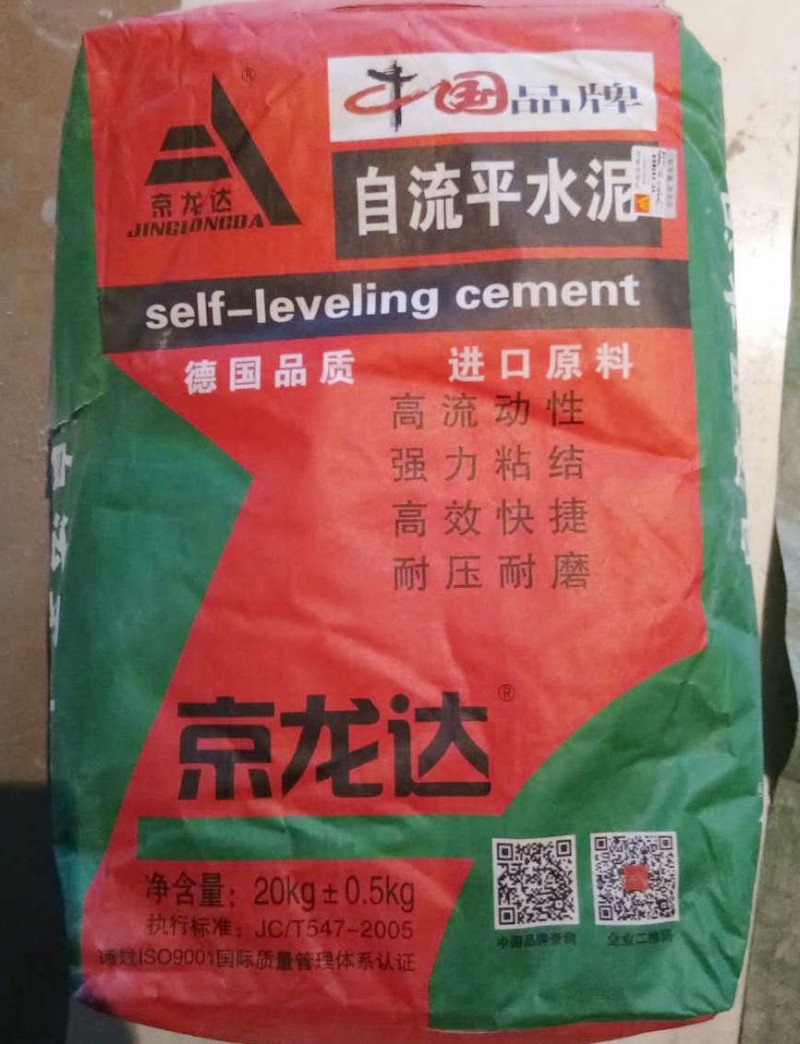 ®
中国品牌
京龙达
JINGLONGDA
自流平水泥
self-leveling cement
德国品质 进口原料
高流动性
强力粘结
高效快捷
耐压耐磨
京龙达®
净含量：20kg±0.5kg
执行标准：JC/T547-2005
通过ISO9001国际质量管理体系认证
中国品牌查询
企业二维码